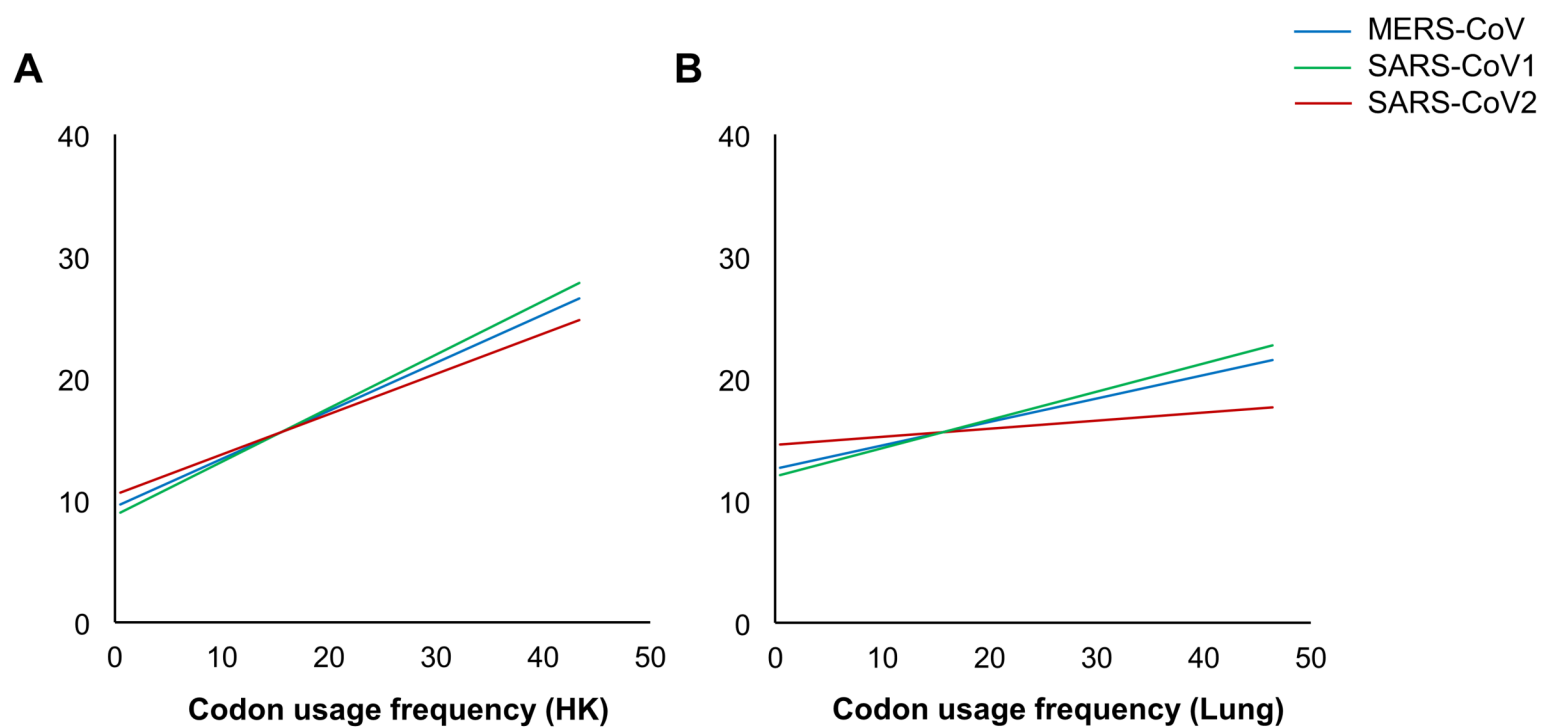 MERS-CoV
SARS-CoV1
SARS-CoV2
A
40
30
20
10
0
0 10 20 30 40 50
Codon usage frequency (HK)
B
40
30
20
10
0
0 10 20 30 40 50
Codon usage frequency (Lung)